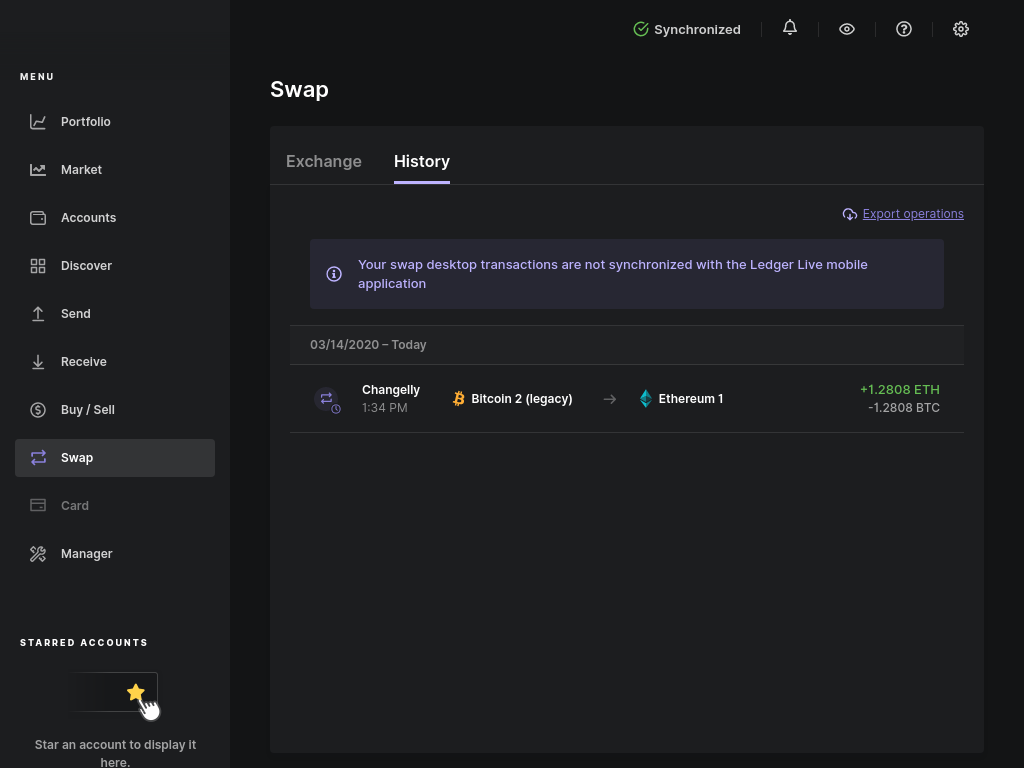 Synchronized
MENU
Portfolio
Market
Accounts
Discover
Send
Receive
Buy / Sell
Swap
Card
Manager
STARRED ACCOUNTS
Star an account to display it
here.
Swap
Exchange
History
Export operations
Your swap desktop transactions are not synchronized with the Ledger Live mobile
application
03/14/2020 – Today
Changelly
1:34 PM
Bitcoin 2 (legacy)
Ethereum 1
+1.2808 ETH
-1.2808 BTC